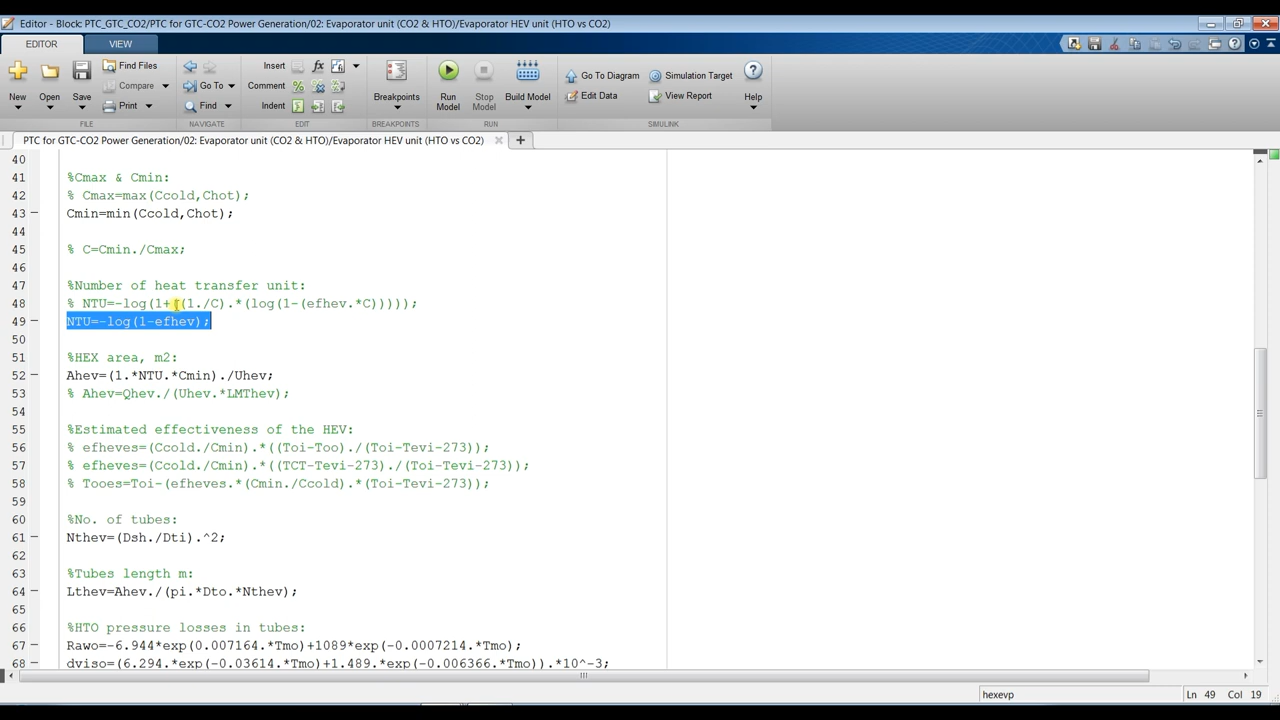 Editor - Block: PTC_GTC_CO2/PTC for GTC-CO2 Power Generation/02: Evaporator unit (CO2 & HTO)/Evaporator HEV unit (HTO vs CO2)
EDITOR VIEW
New Open Save Find Files Compare Print
FILE
Go To Find
NAVIGATE
Insert fx
Comment
Indent
EDIT
Breakpoints
BREAKPOINTS
Run Model Stop Model Build Model
RUN
Go To Diagram Simulation Target
Edit Data View Report
SIMULINK
Help
PTC for GTC-CO2 Power Generation/02: Evaporator unit (CO2 & HTO)/Evaporator HEV unit (HTO vs CO2)
40
41 %Cmax & Cmin:
42 % Cmax=max(Ccold,Chot);
43 Cmin=min(Ccold,Chot);
44
45 % C=Cmin./Cmax;
46
47 %Number of heat transfer unit:
48 % NTU=-log(1+((1./C).*(log(1-(efhev.*C)))));
49 NTU=-log(1-efhev);
50
51 %HEX area, m2:
52 Ahev=(1.*NTU.*Cmin)./Uhev;
53 % Ahev=Qhev./(Uhev.*LMThev);
54
55 %Estimated effectiveness of the HEV:
56 % efheves=(Ccold./Cmin).*((Toi-Too)./(Toi-Tevi-273));
57 % efheves=(Ccold./Cmin).*((TCT-Tevi-273)./(Toi-Tevi-273));
58 % Tooes=Toi-(efheves.*(Cmin./Ccold).*(Toi-Tevi-273));
59
60 %No. of tubes:
61 Nthev=(Dsh./Dti).^2;
62
63 %Tubes length m:
64 Lthev=Ahev./(pi.*Dto.*Nthev);
65
66 %HTO pressure losses in tubes:
67 Rawo=-6.944*exp(0.007164.*Tmo)+1089*exp(-0.0007214.*Tmo);
68 dviso=(6.294.*exp(-0.03614.*Tmo)+1.489.*exp(-0.006366.*Tmo)).*10^-3;
hexevp Ln 49 Col 19